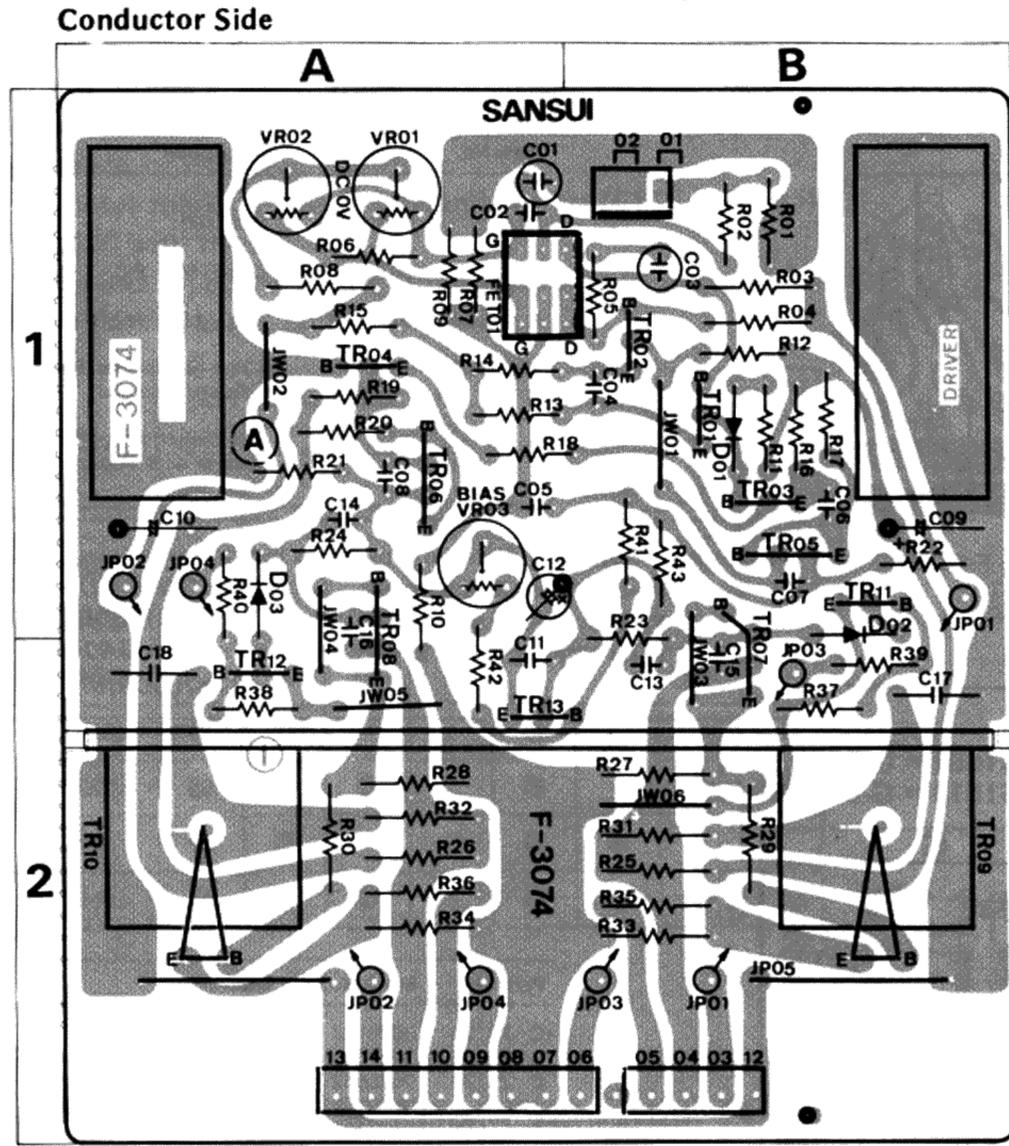 Conductor Side
A B
SANSUI
1
VR02 VR01 C01 02 01
DC 0V
C02 D
G
R02 R01
R06
R08
R09 R07 FET01
R05 C03 R03
R15 B R04
TR02
G D
R12
F-3074
JW02
B TR04 E
R14 E
C04
DRIVER
R19 R13
JW01
B TR01 E
D01 R11 R16 R17
A
R20 B
R21 C08 TR06 E
R18
BIAS
VR03
C05
B TR03 E
C06
C10 C14
R24
R41 R43
B TR05 E
C09
+
R22
JP02 JP04
R40 D03
B
C12
C07
JW04 C16 TR08 E
R10
TR11
E B
JP01
R23
B
D02
C18 B TR12 E
R42 C11 C13
JW03 C15 TR07 E
JP03
R39
R38 JW05
E TR13 B
R37
C17
2
R28 R27
R32 JW06
TR10
R30
R31
R29
TR09
R26 F-3074 R25
R36 R35
R34 R33
E B E B
JP05
JP02 JP04 JP03 JP01
13 14 11 10 09 08 07 06 05 04 03 12